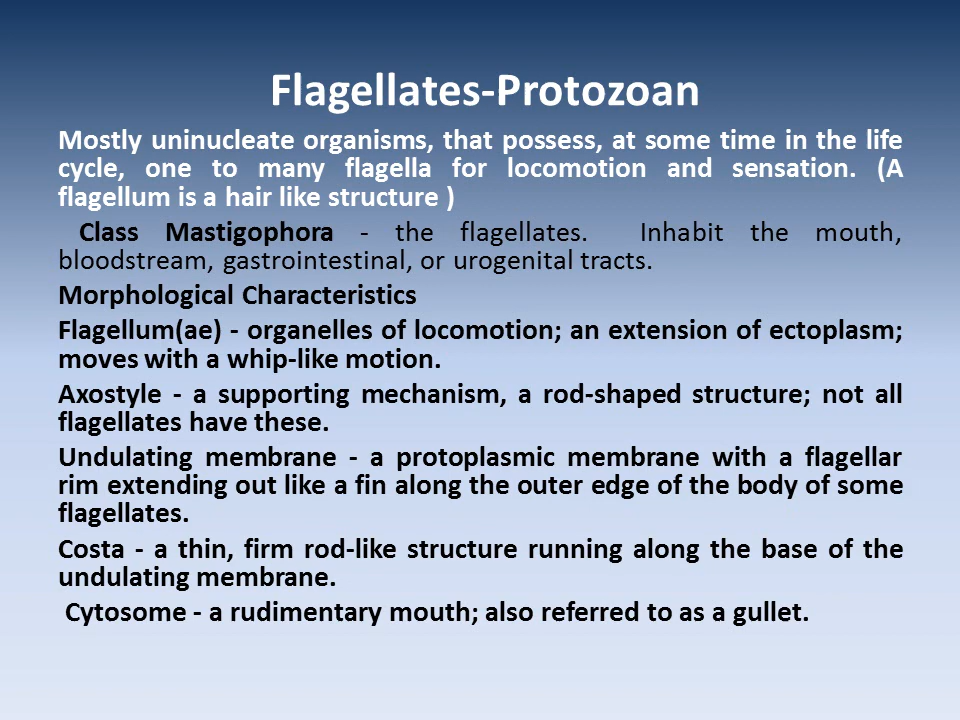 Flagellates-Protozoan
Mostly uninucleate organisms, that possess, at some time in the life
cycle, one to many flagella for locomotion and sensation. (A
flagellum is a hair like structure )
Class Mastigophora - the flagellates. Inhabit the mouth,
bloodstream, gastrointestinal, or urogenital tracts.
Morphological Characteristics
Flagellum(ae) - organelles of locomotion; an extension of ectoplasm;
moves with a whip-like motion.
Axostyle - a supporting mechanism, a rod-shaped structure; not all
flagellates have these.
Undulating membrane - a protoplasmic membrane with a flagellar
rim extending out like a fin along the outer edge of the body of some
flagellates.
Costa - a thin, firm rod-like structure running along the base of the
undulating membrane.
Cytosome - a rudimentary mouth; also referred to as a gullet.